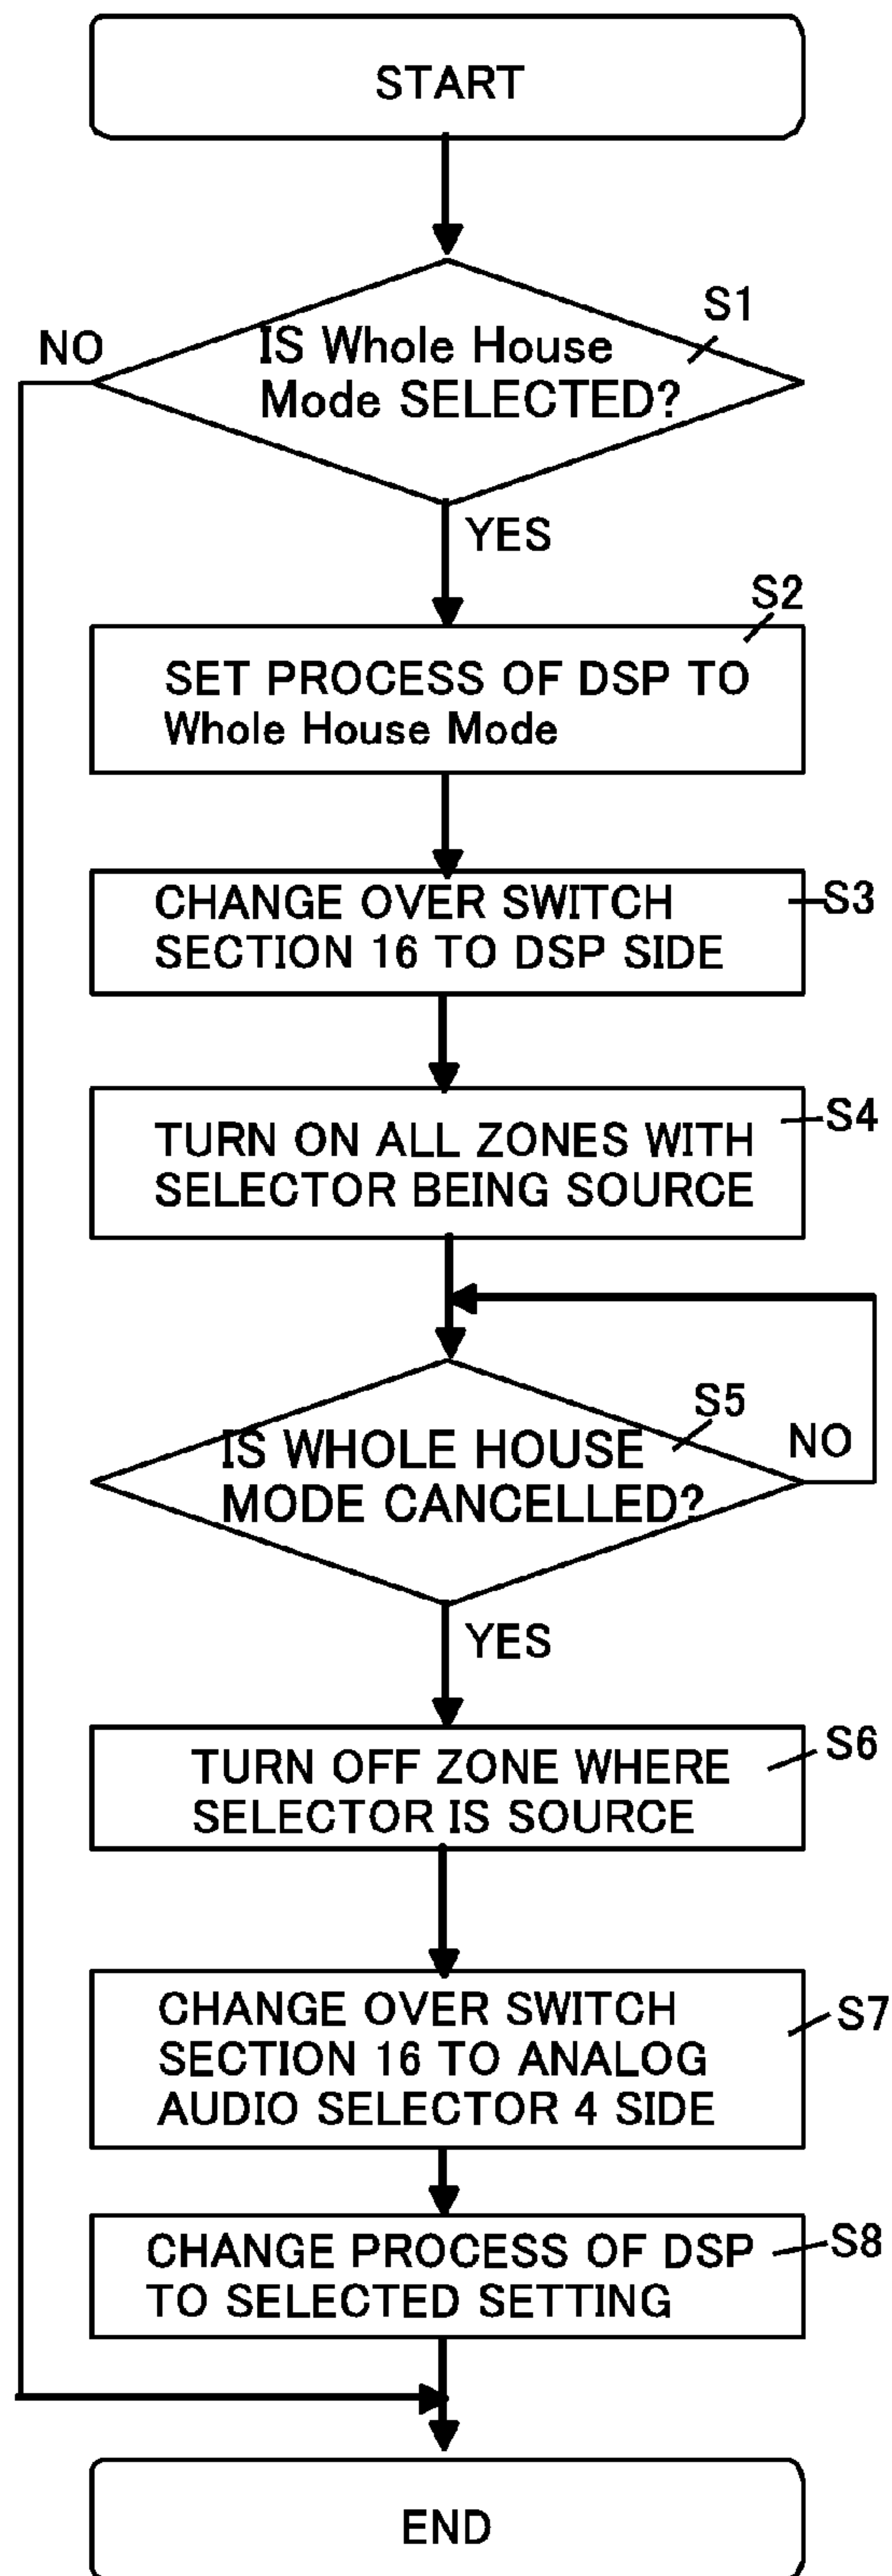 START
S1
NO
IS Whole House
Mode SELECTED?
YES
S2
SET PROCESS OF DSP TO
Whole House Mode
S3
CHANGE OVER SWITCH
SECTION 16 TO DSP SIDE
S4
TURN ON ALL ZONES WITH
SELECTOR BEING SOURCE
S5
NO
IS WHOLE HOUSE
MODE CANCELLED?
YES
S6
TURN OFF ZONE WHERE
SELECTOR IS SOURCE
S7
CHANGE OVER SWITCH
SECTION 16 TO ANALOG
AUDIO SELECTOR 4 SIDE
S8
CHANGE PROCESS OF DSP
TO SELECTED SETTING
END